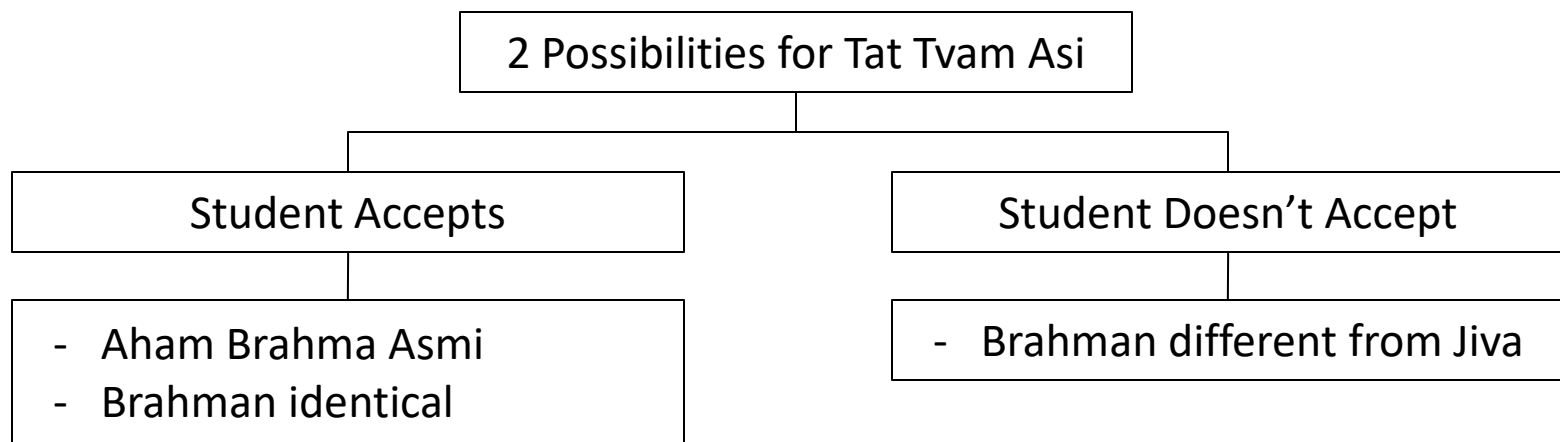 2 Possibilities for Tat Tvam Asi
Student Accepts
- Aham Brahma Asmi
- Brahman identical
Student Doesn’t Accept
- Brahman different from Jiva